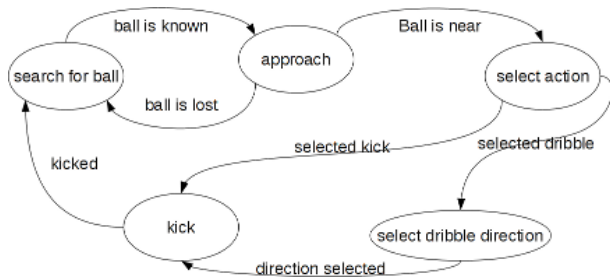 ball is known
Ball is near
search for ball
approach
select action
ball is lost
selected kick
selected dribble
kicked
kick
select dribble direction
direction selected